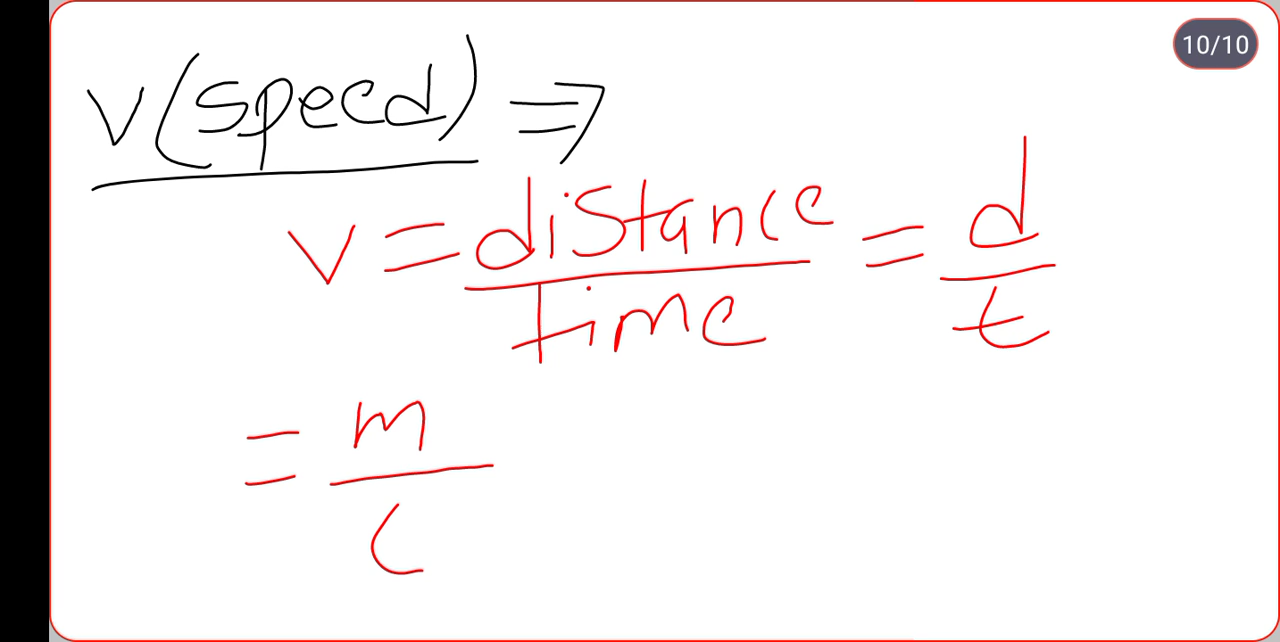 10/10
v(speed) ⇒
v = distance/Time = d/t
= m/c